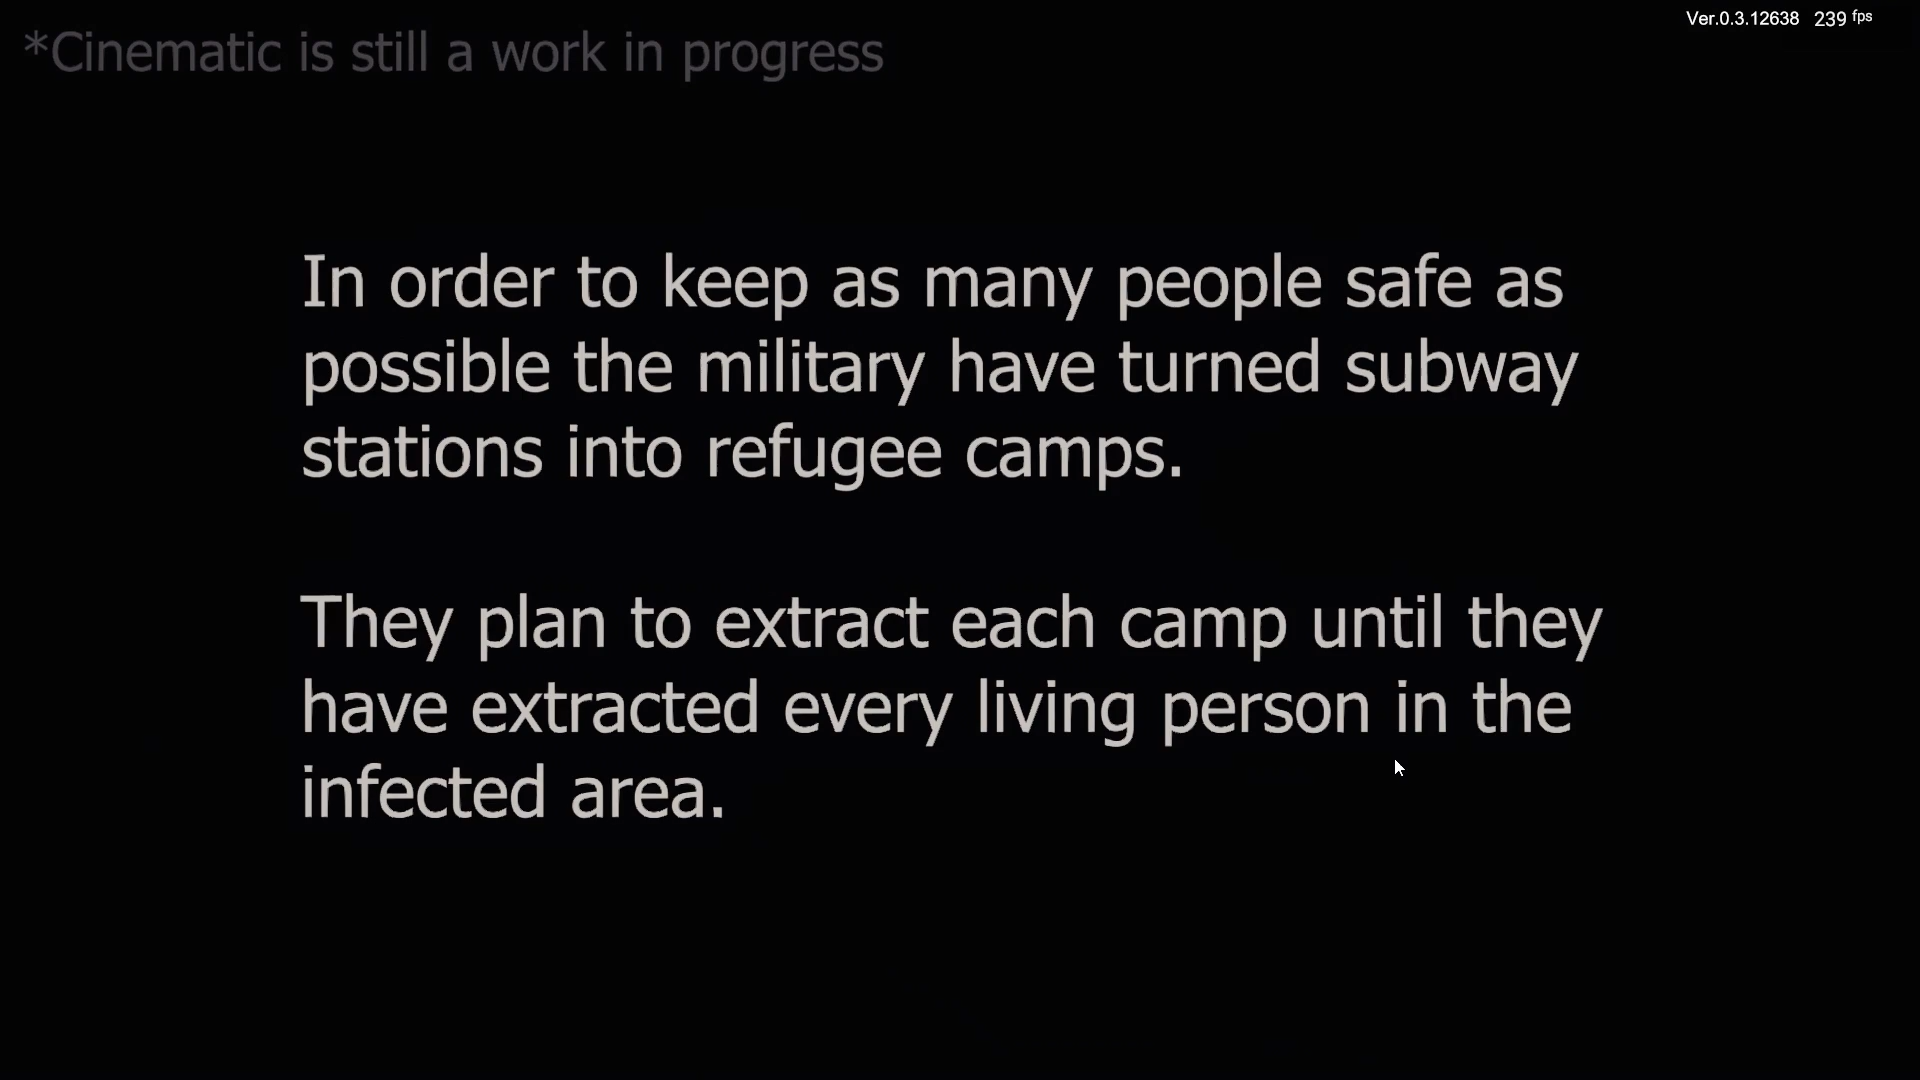 *Cinematic is still a work in progress
Ver.0.3.12638 239 fps
In order to keep as many people safe as
possible the military have turned subway
stations into refugee camps.
They plan to extract each camp until they
have extracted every living person in the
infected area.